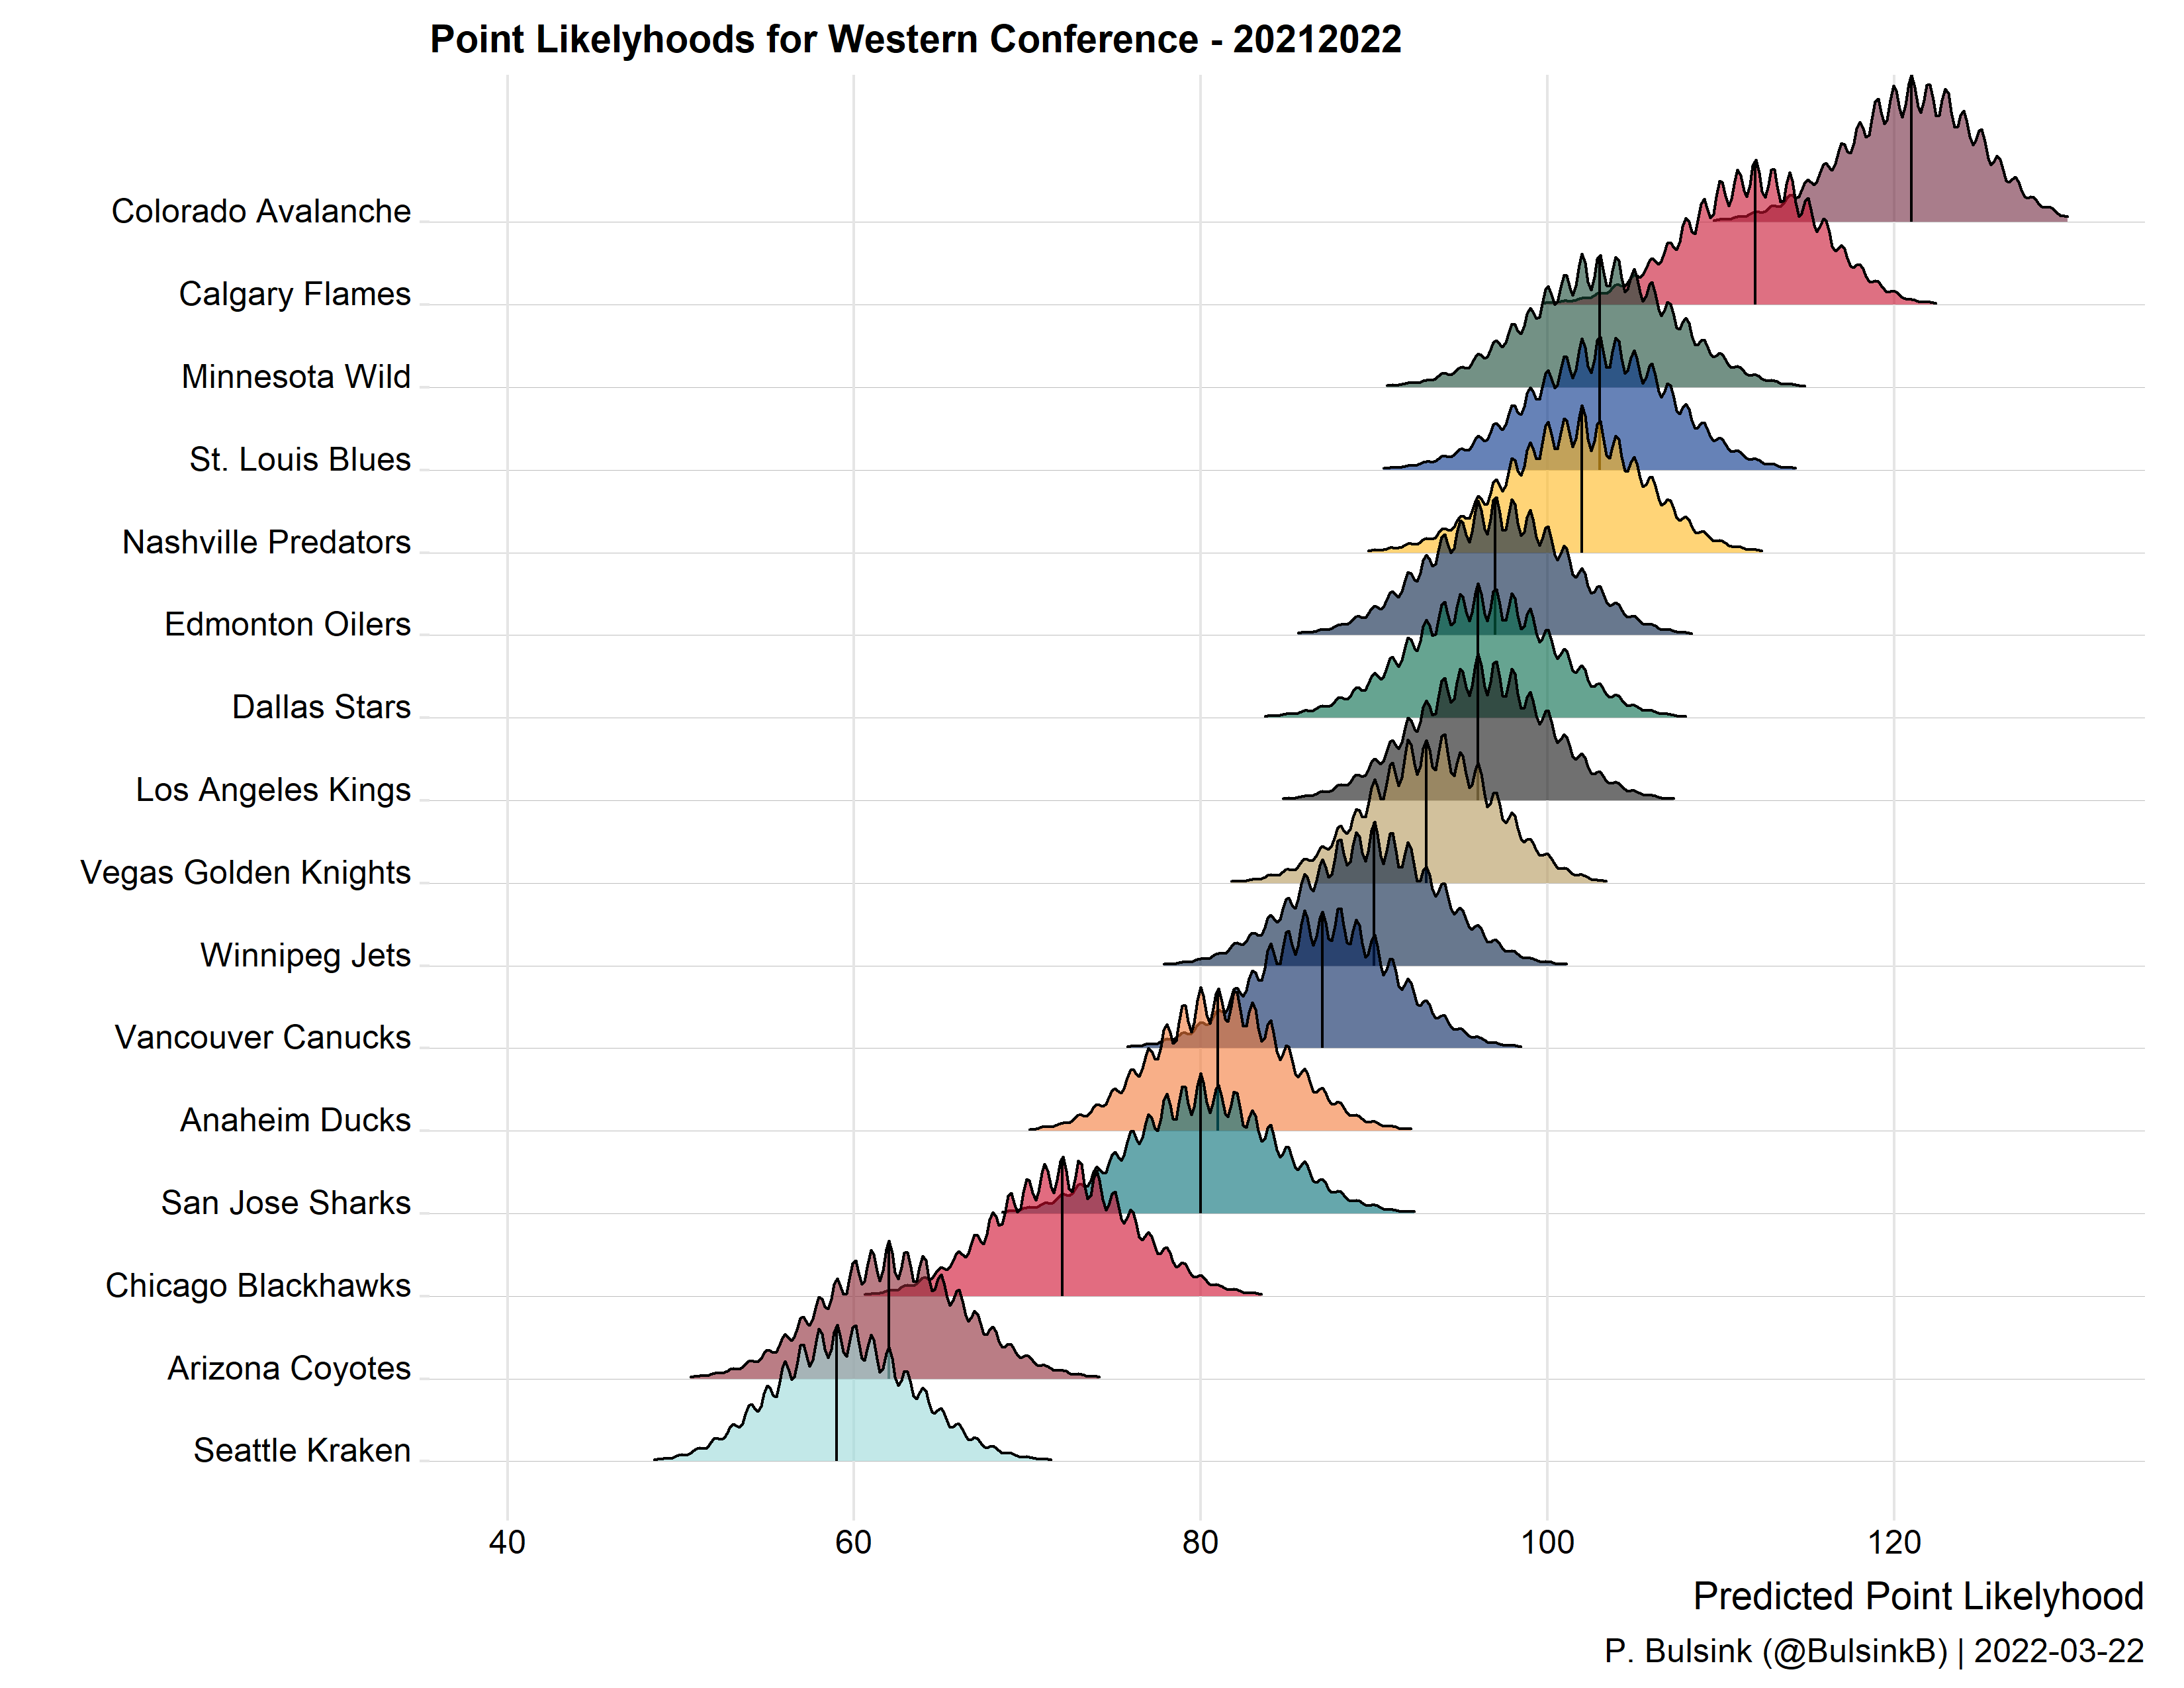 Point Likelyhoods for Western Conference - 20212022
Colorado Avalanche
Calgary Flames
Minnesota Wild
St. Louis Blues
Nashville Predators
Edmonton Oilers
Dallas Stars
Los Angeles Kings
Vegas Golden Knights
Winnipeg Jets
Vancouver Canucks
Anaheim Ducks
San Jose Sharks
Chicago Blackhawks
Arizona Coyotes
Seattle Kraken
40 60 80 100 120
Predicted Point Likelyhood
P. Bulsink (@BulsinkB) | 2022-03-22